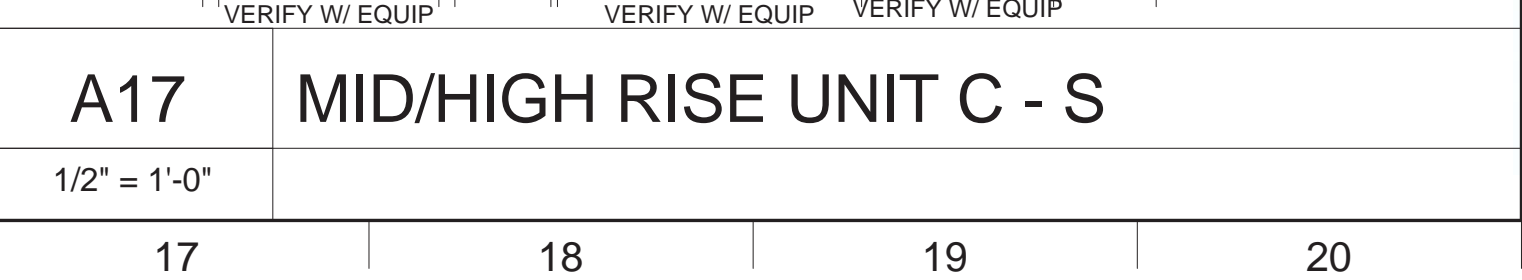 VERIFY W/ EQUIP VERIFY W/ EQUIP VERIFY W/ EQUIP
A17 MID/HIGH RISE UNIT C - S
1/2" = 1'-0"
17 18 19 20